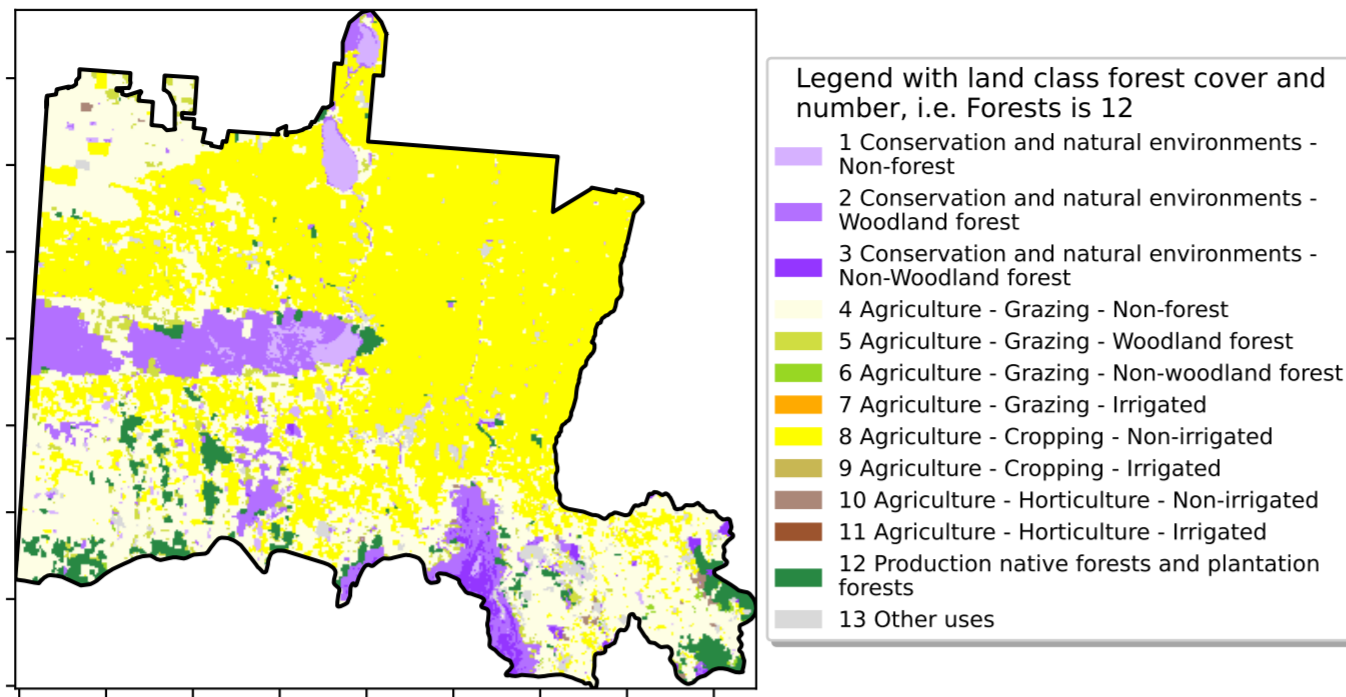 Legend with land class forest cover and
number, i.e. Forests is 12
1 Conservation and natural environments -
Non-forest
2 Conservation and natural environments -
Woodland forest
3 Conservation and natural environments -
Non-Woodland forest
4 Agriculture - Grazing - Non-forest
5 Agriculture - Grazing - Woodland forest
6 Agriculture - Grazing - Non-woodland forest
7 Agriculture - Grazing - Irrigated
8 Agriculture - Cropping - Non-irrigated
9 Agriculture - Cropping - Irrigated
10 Agriculture - Horticulture - Non-irrigated
11 Agriculture - Horticulture - Irrigated
12 Production native forests and plantation
forests
13 Other uses